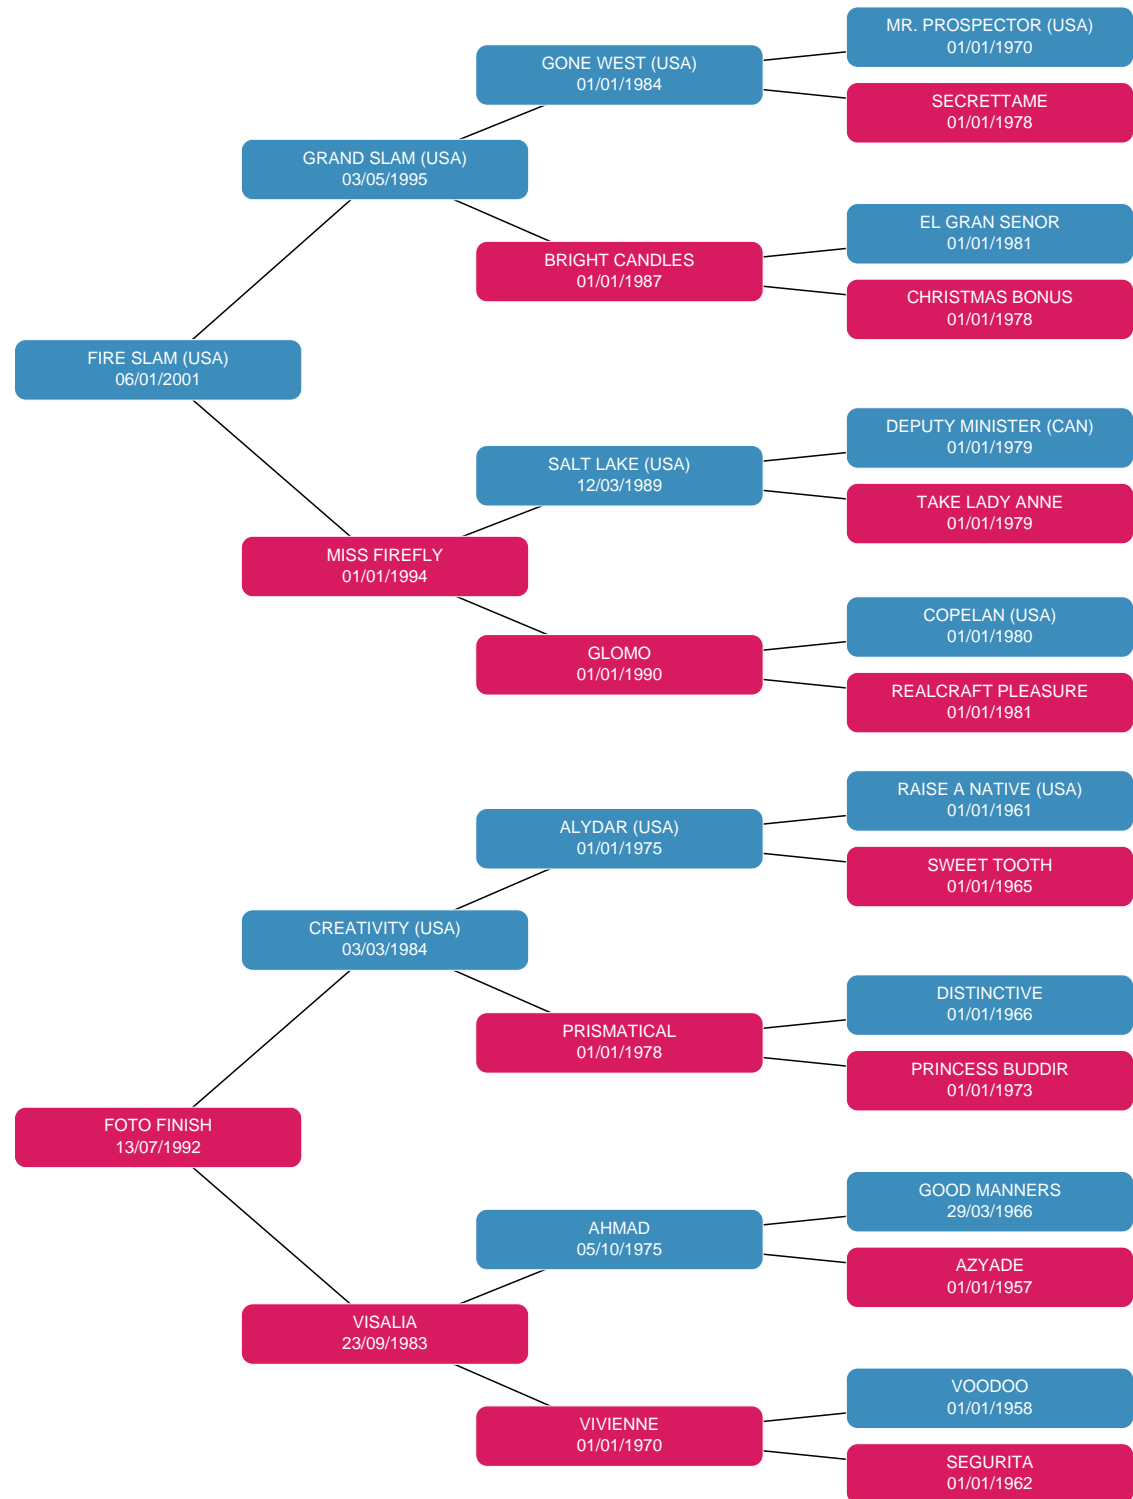 MR. PROSPECTOR (USA)
01/01/1970
GONE WEST (USA)
01/01/1984
SECRETTAME
01/01/1978
GRAND SLAM (USA)
03/05/1995
EL GRAN SENOR
01/01/1981
BRIGHT CANDLES
01/01/1987
CHRISTMAS BONUS
01/01/1978
FIRE SLAM (USA)
06/01/2001
DEPUTY MINISTER (CAN)
01/01/1979
SALT LAKE (USA)
12/03/1989
TAKE LADY ANNE
01/01/1979
MISS FIREFLY
01/01/1994
COPELAN (USA)
01/01/1980
GLOMO
01/01/1990
REALCRAFT PLEASURE
01/01/1981
RAISE A NATIVE (USA)
01/01/1961
ALYDAR (USA)
01/01/1975
SWEET TOOTH
01/01/1965
CREATIVITY (USA)
03/03/1984
DISTINCTIVE
01/01/1966
PRISMATICAL
01/01/1978
PRINCESS BUDDIR
01/01/1973
FOTO FINISH
13/07/1992
GOOD MANNERS
29/03/1966
AHMAD
05/10/1975
AZYADE
01/01/1957
VISALIA
23/09/1983
VOODOO
01/01/1958
VIVIENNE
01/01/1970
SEGURITA
01/01/1962